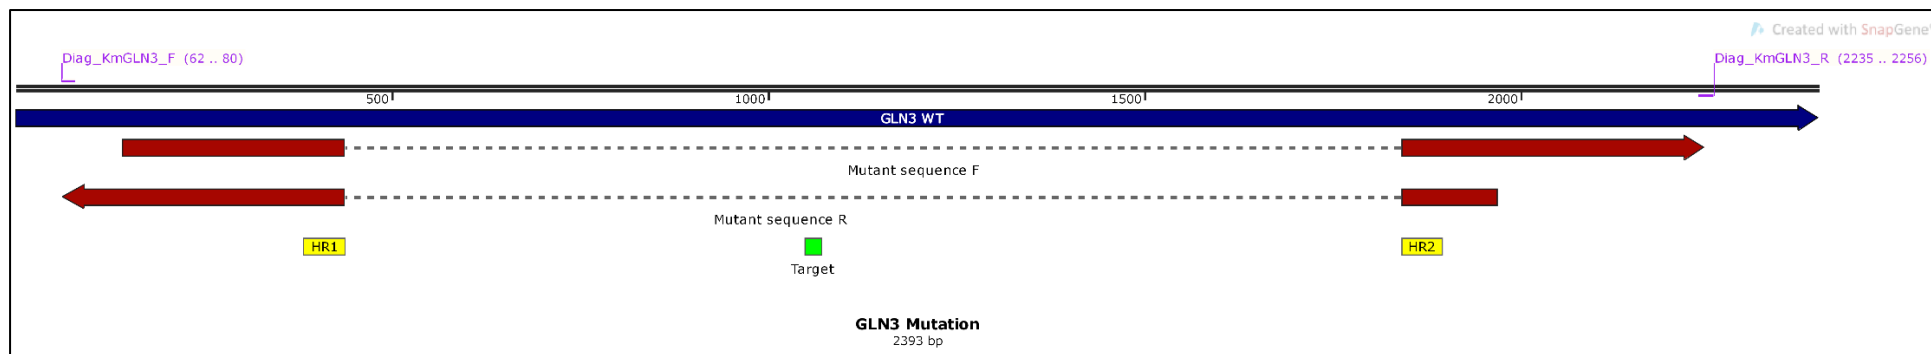 Created with SnapGene®
Diag_KmGLN3_F (62 .. 80)
Diag_KmGLN3_R (2235 .. 2256)
500
1000
1500
2000
GLN3 WT
Mutant sequence F
Mutant sequence R
HR1
HR2
Target
GLN3 Mutation
2393 bp